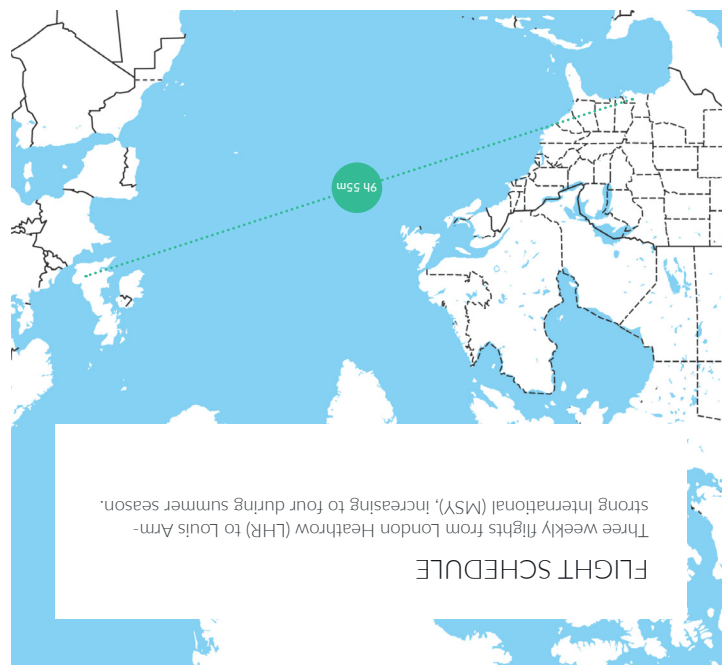 FLIGHT SCHEDULE
Three weekly flights from London Heathrow (LHR) to Louis Arm-
strong International (MSY), increasing to four during summer season.
9h 55m